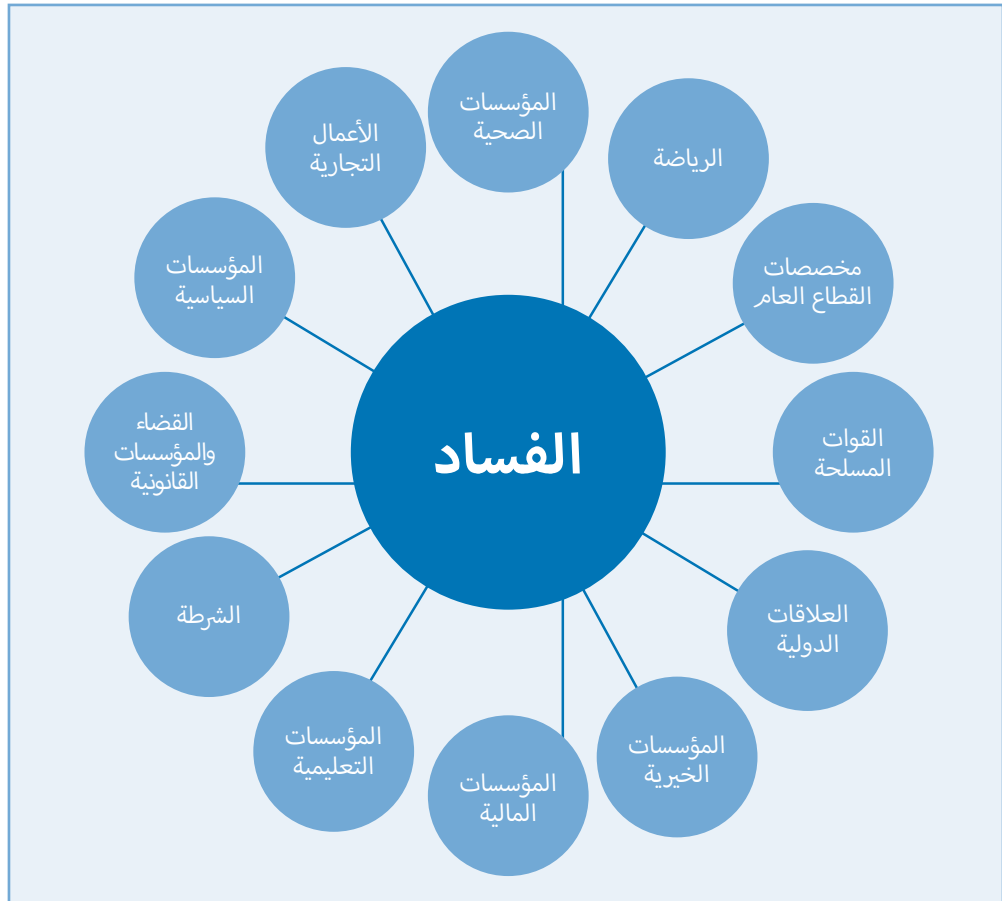 المؤسسات
الصحية
الرياضة
مخصصات
القطاع العام
القوات
المسلحة
العلاقات
الدولية
المؤسسات
الخيرية
المؤسسات
المالية
المؤسسات
التعليمية
الشرطة
القضاء
والمؤسسات
القانونية
المؤسسات
السياسية
الأعمال
التجارية
الفساد